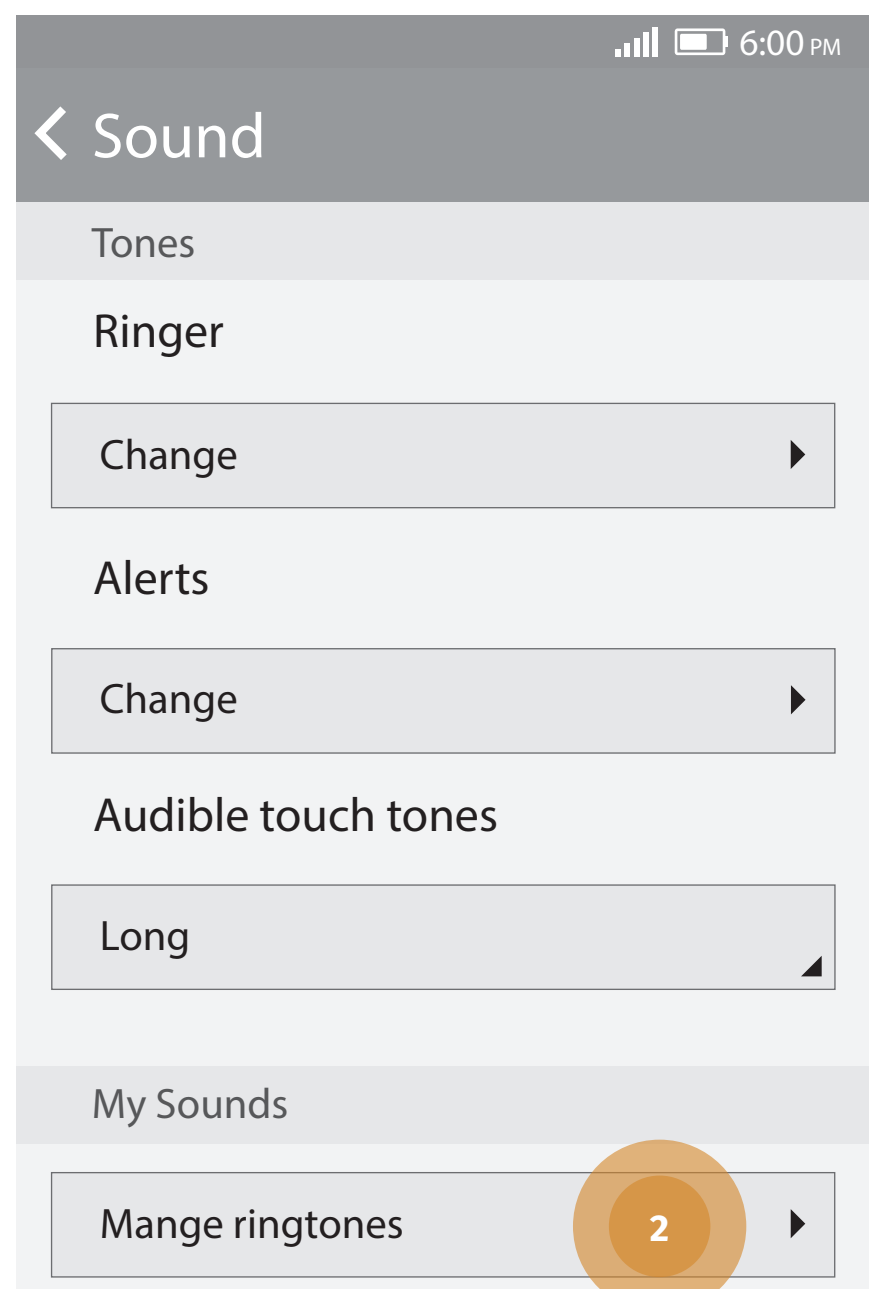 6:00 PM
Sound
Tones
Ringer
Change
Alerts
Change
Audible touch tones
Long
My Sounds
Mange ringtones
2